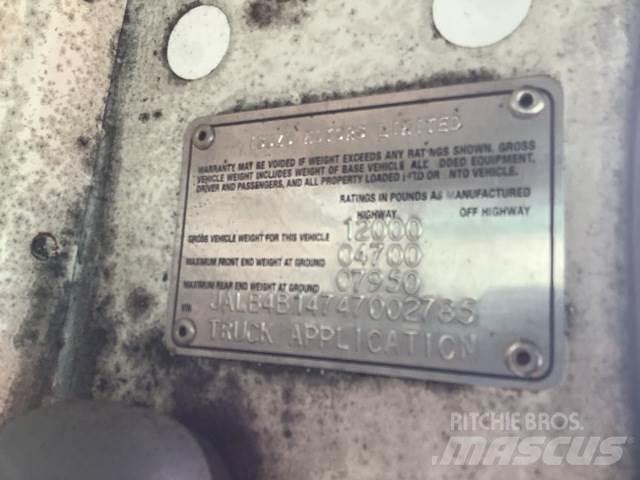 ISUZU MOTORS LIMITED
WARRANTY MAY BE VOIDED IF WEIGHT EXCEEDS ANY RATINGS SHOWN. GROSS
VEHICLE WEIGHT INCLUDES WEIGHT OF BASE VEHICLE ALL DDED EQUIPMENT,
DRIVER AND PASSENGERS, AND ALL PROPERTY LOADED INTO OR NTO VEHICLE.
RATINGS IN POUNDS AS MANUFACTURED
HIGHWAY OFF HIGHWAY
GROSS VEHICLE WEIGHT FOR THIS VEHICLE 12000
MAXIMUM FRONT END WEIGHT AT GROUND 04700
MAXIMUM REAR END WEIGHT AT GROUND 07950
VIN
TRUCK APPLICATION
RITCHIE BROS.
MASCUS